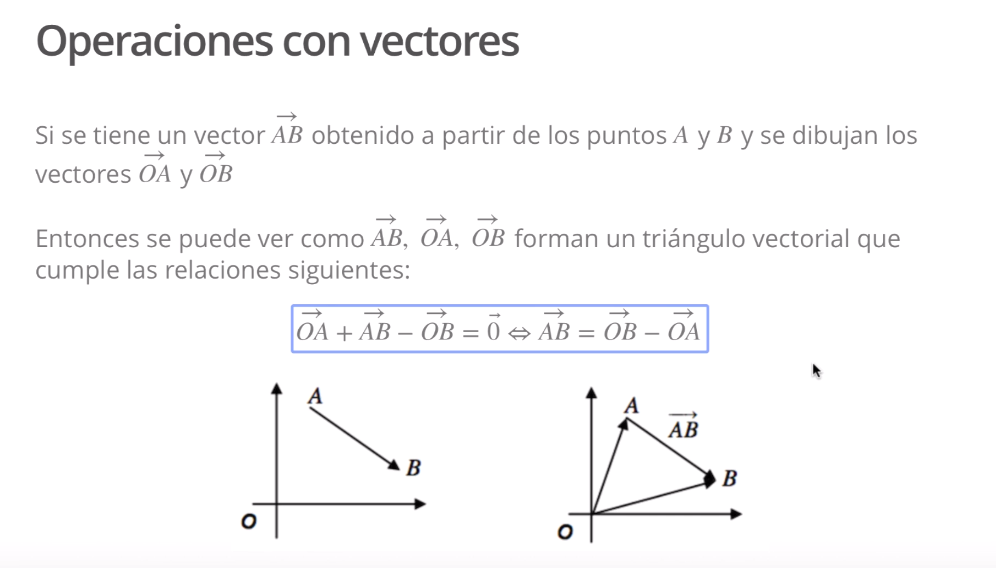 Operaciones con vectores
Si se tiene un vector $\overrightarrow{AB}$ obtenido a partir de los puntos A y B y se dibujan los
vectores $\overrightarrow{OA}$ y $\overrightarrow{OB}$
Entonces se puede ver como $\overrightarrow{AB}$, $\overrightarrow{OA}$, $\overrightarrow{OB}$ forman un triángulo vectorial que
cumple las relaciones siguientes:
$\overrightarrow{OA} + \overrightarrow{AB} - \overrightarrow{OB} = \vec{0} \Leftrightarrow \overrightarrow{AB} = \overrightarrow{OB} - \overrightarrow{OA}$
A
B
O
A
$\overrightarrow{AB}$
B
O